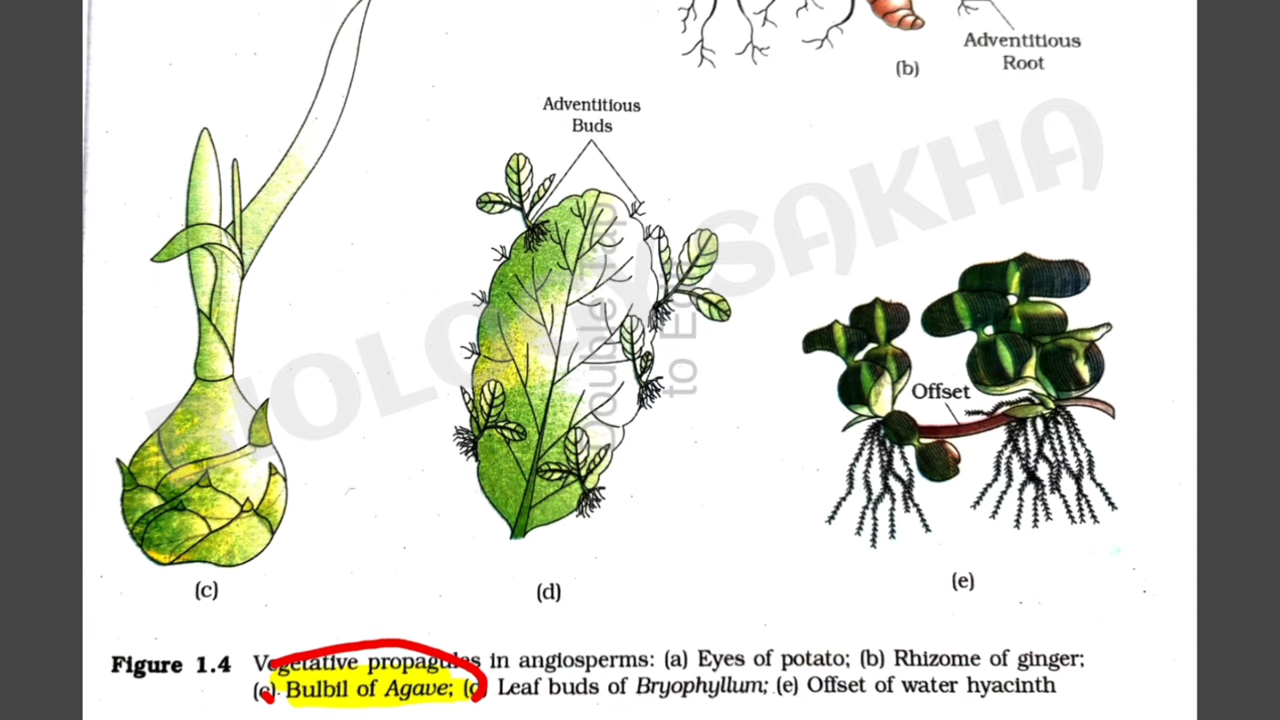 Adventitious
Root
(b)
Adventitious
Buds
Offset
(c)
(d)
(e)
Figure 1.4 Vegetative propagules in angiosperms: (a) Eyes of potato; (b) Rhizome of ginger;
(c) Bulbil of Agave; (d) Leaf buds of Bryophyllum; (e) Offset of water hyacinth